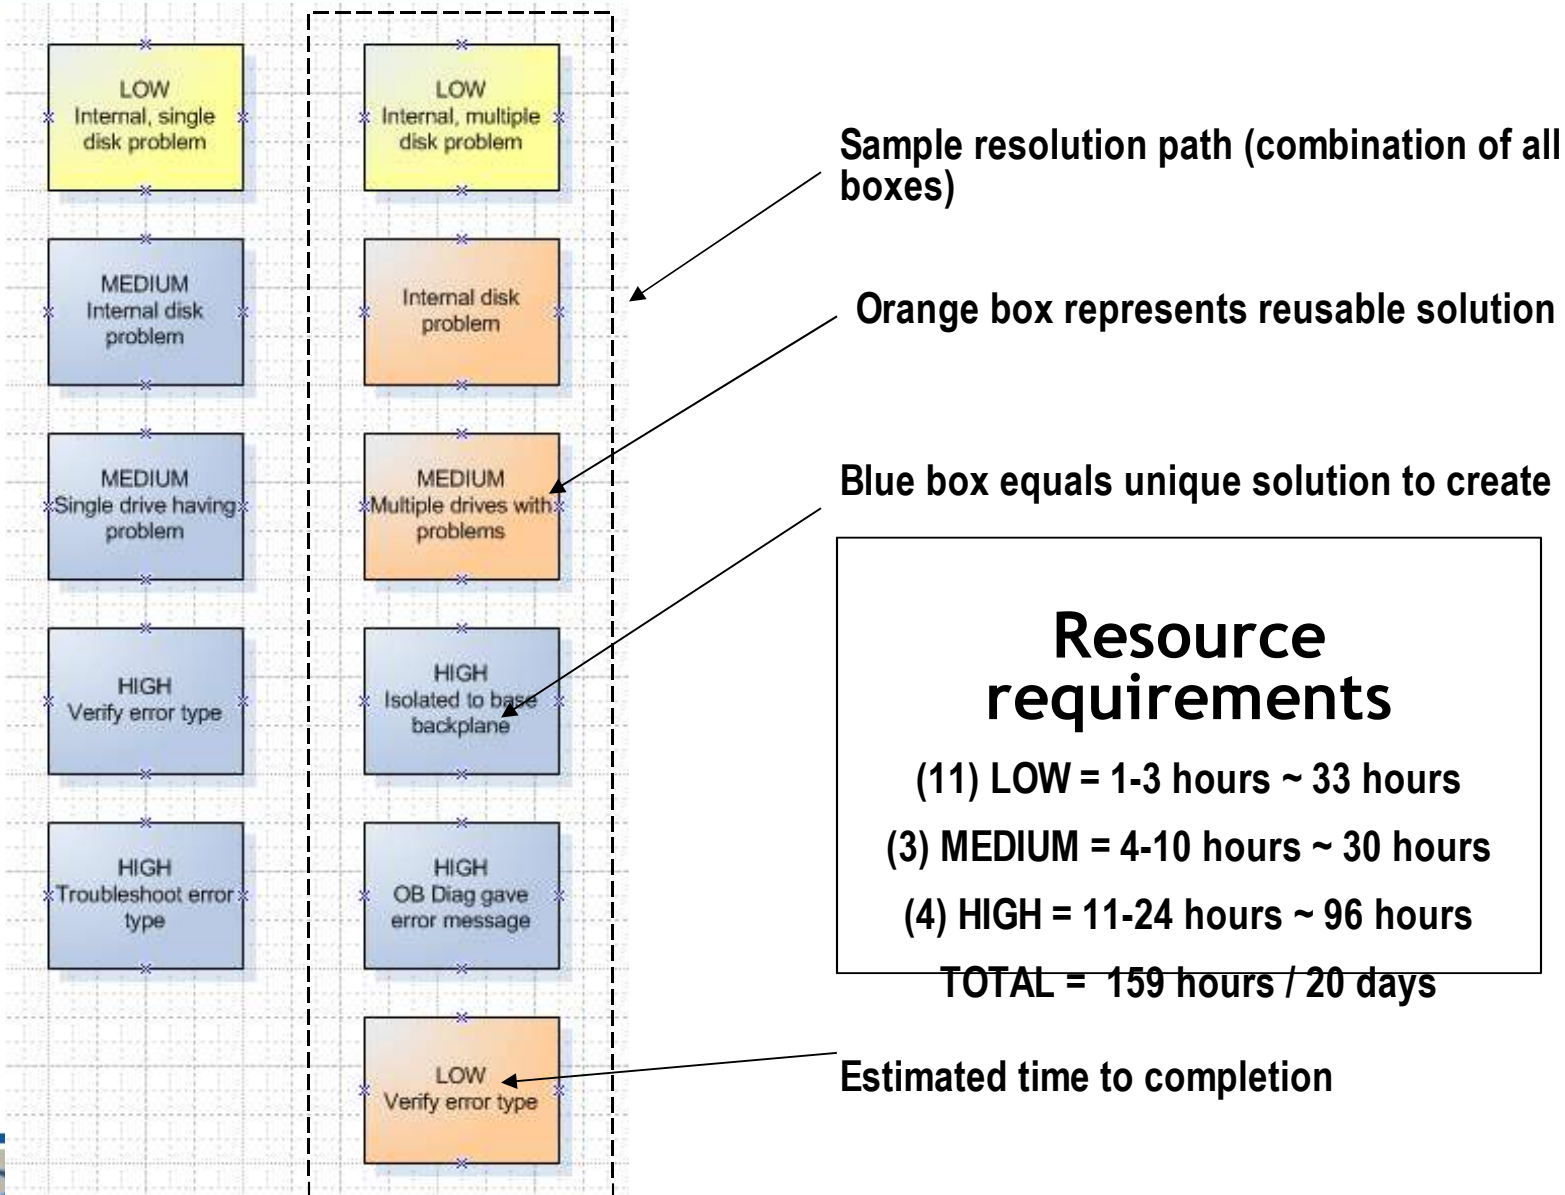 LOW
Internal, single
disk problem
MEDIUM
Internal disk
problem
MEDIUM
Single drive having
problem
HIGH
Verify error type
HIGH
Troubleshoot error
type
LOW
Internal, multiple
disk problem
Internal disk
problem
MEDIUM
Multiple drives with
problems
HIGH
Isolated to base
backplane
HIGH
OB Diag gave
error message
LOW
Verify error type
Sample resolution path (combination of all
boxes)
Orange box represents reusable solution
Blue box equals unique solution to create
Resource
requirements
(11) LOW = 1-3 hours ~ 33 hours
(3) MEDIUM = 4-10 hours ~ 30 hours
(4) HIGH = 11-24 hours ~ 96 hours
TOTAL = 159 hours / 20 days
Estimated time to completion